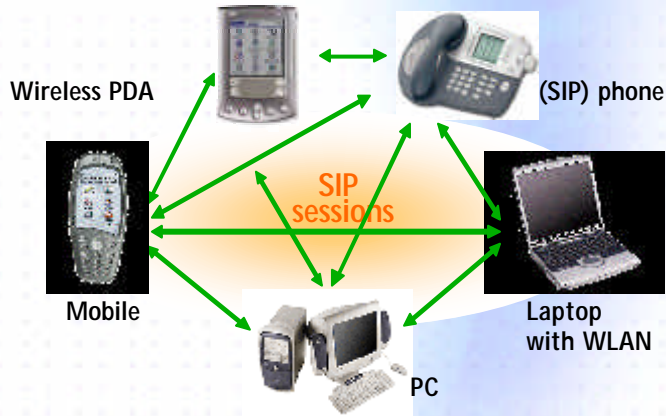 Wireless PDA
(SIP) phone
SIP
sessions
Mobile
Laptop
with WLAN
PC